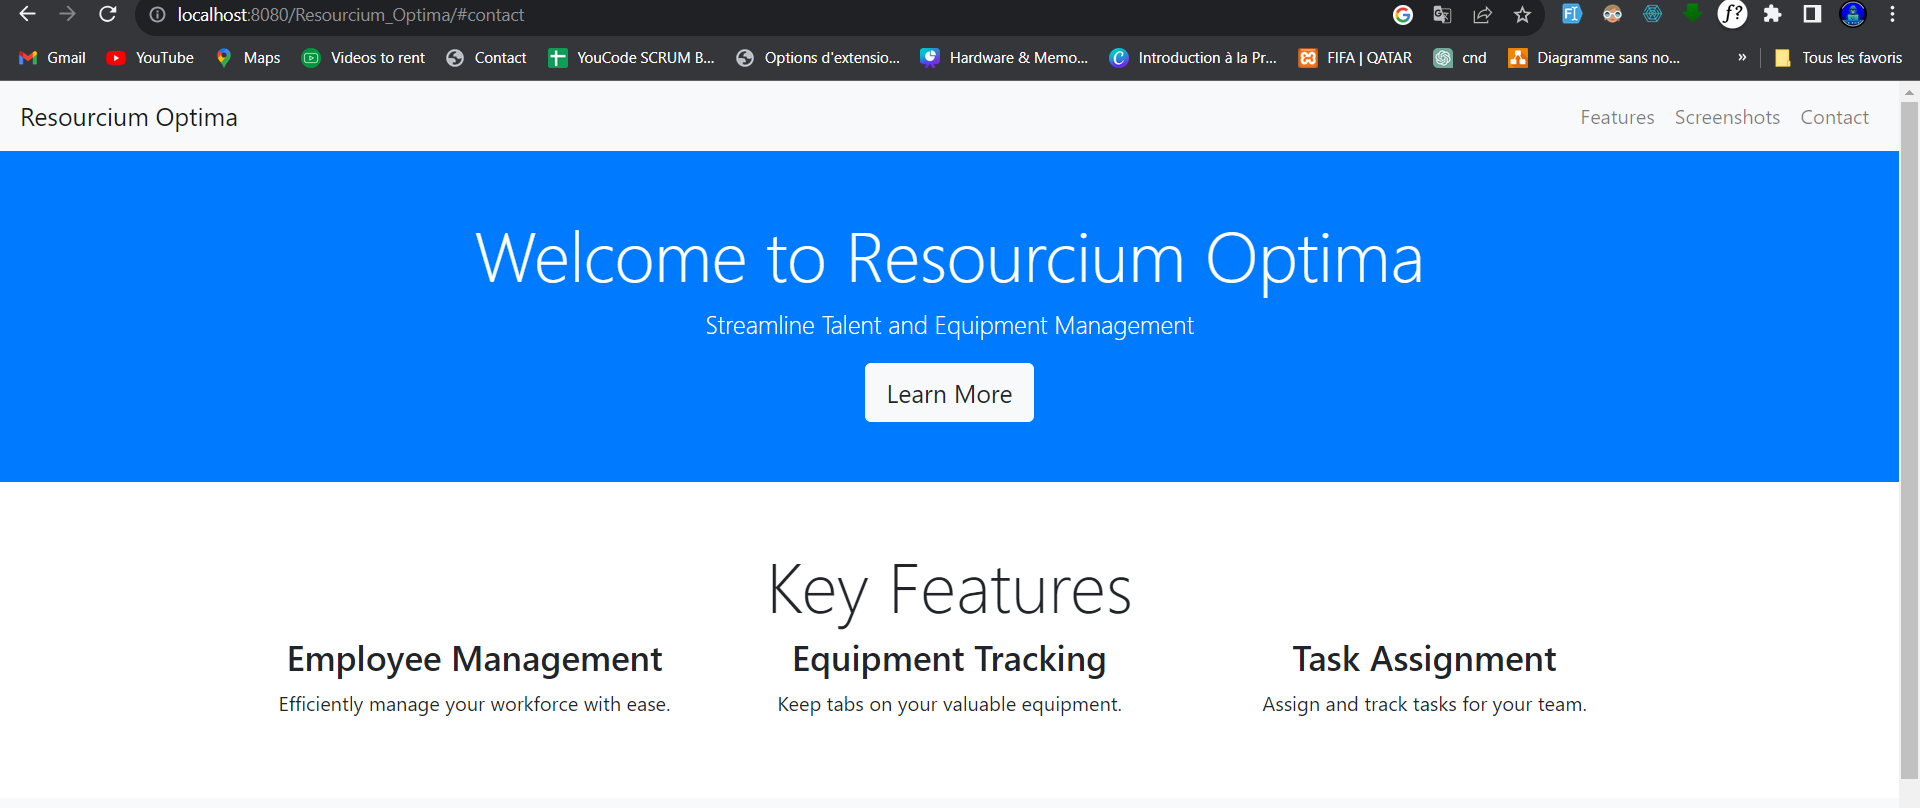 localhost:8080/Resourcium_Optima/#contact
Gmail YouTube Maps Videos to rent Contact YouCode SCRUM B... Options d'extensio... Hardware & Memo... Introduction à la Pr... FIFA | QATAR cnd Diagramme sans no... » Tous les favoris
Resourcium Optima Features Screenshots Contact
Welcome to Resourcium Optima
Streamline Talent and Equipment Management
Learn More
Key Features
Employee Management Equipment Tracking Task Assignment
Efficiently manage your workforce with ease. Keep tabs on your valuable equipment. Assign and track tasks for your team.